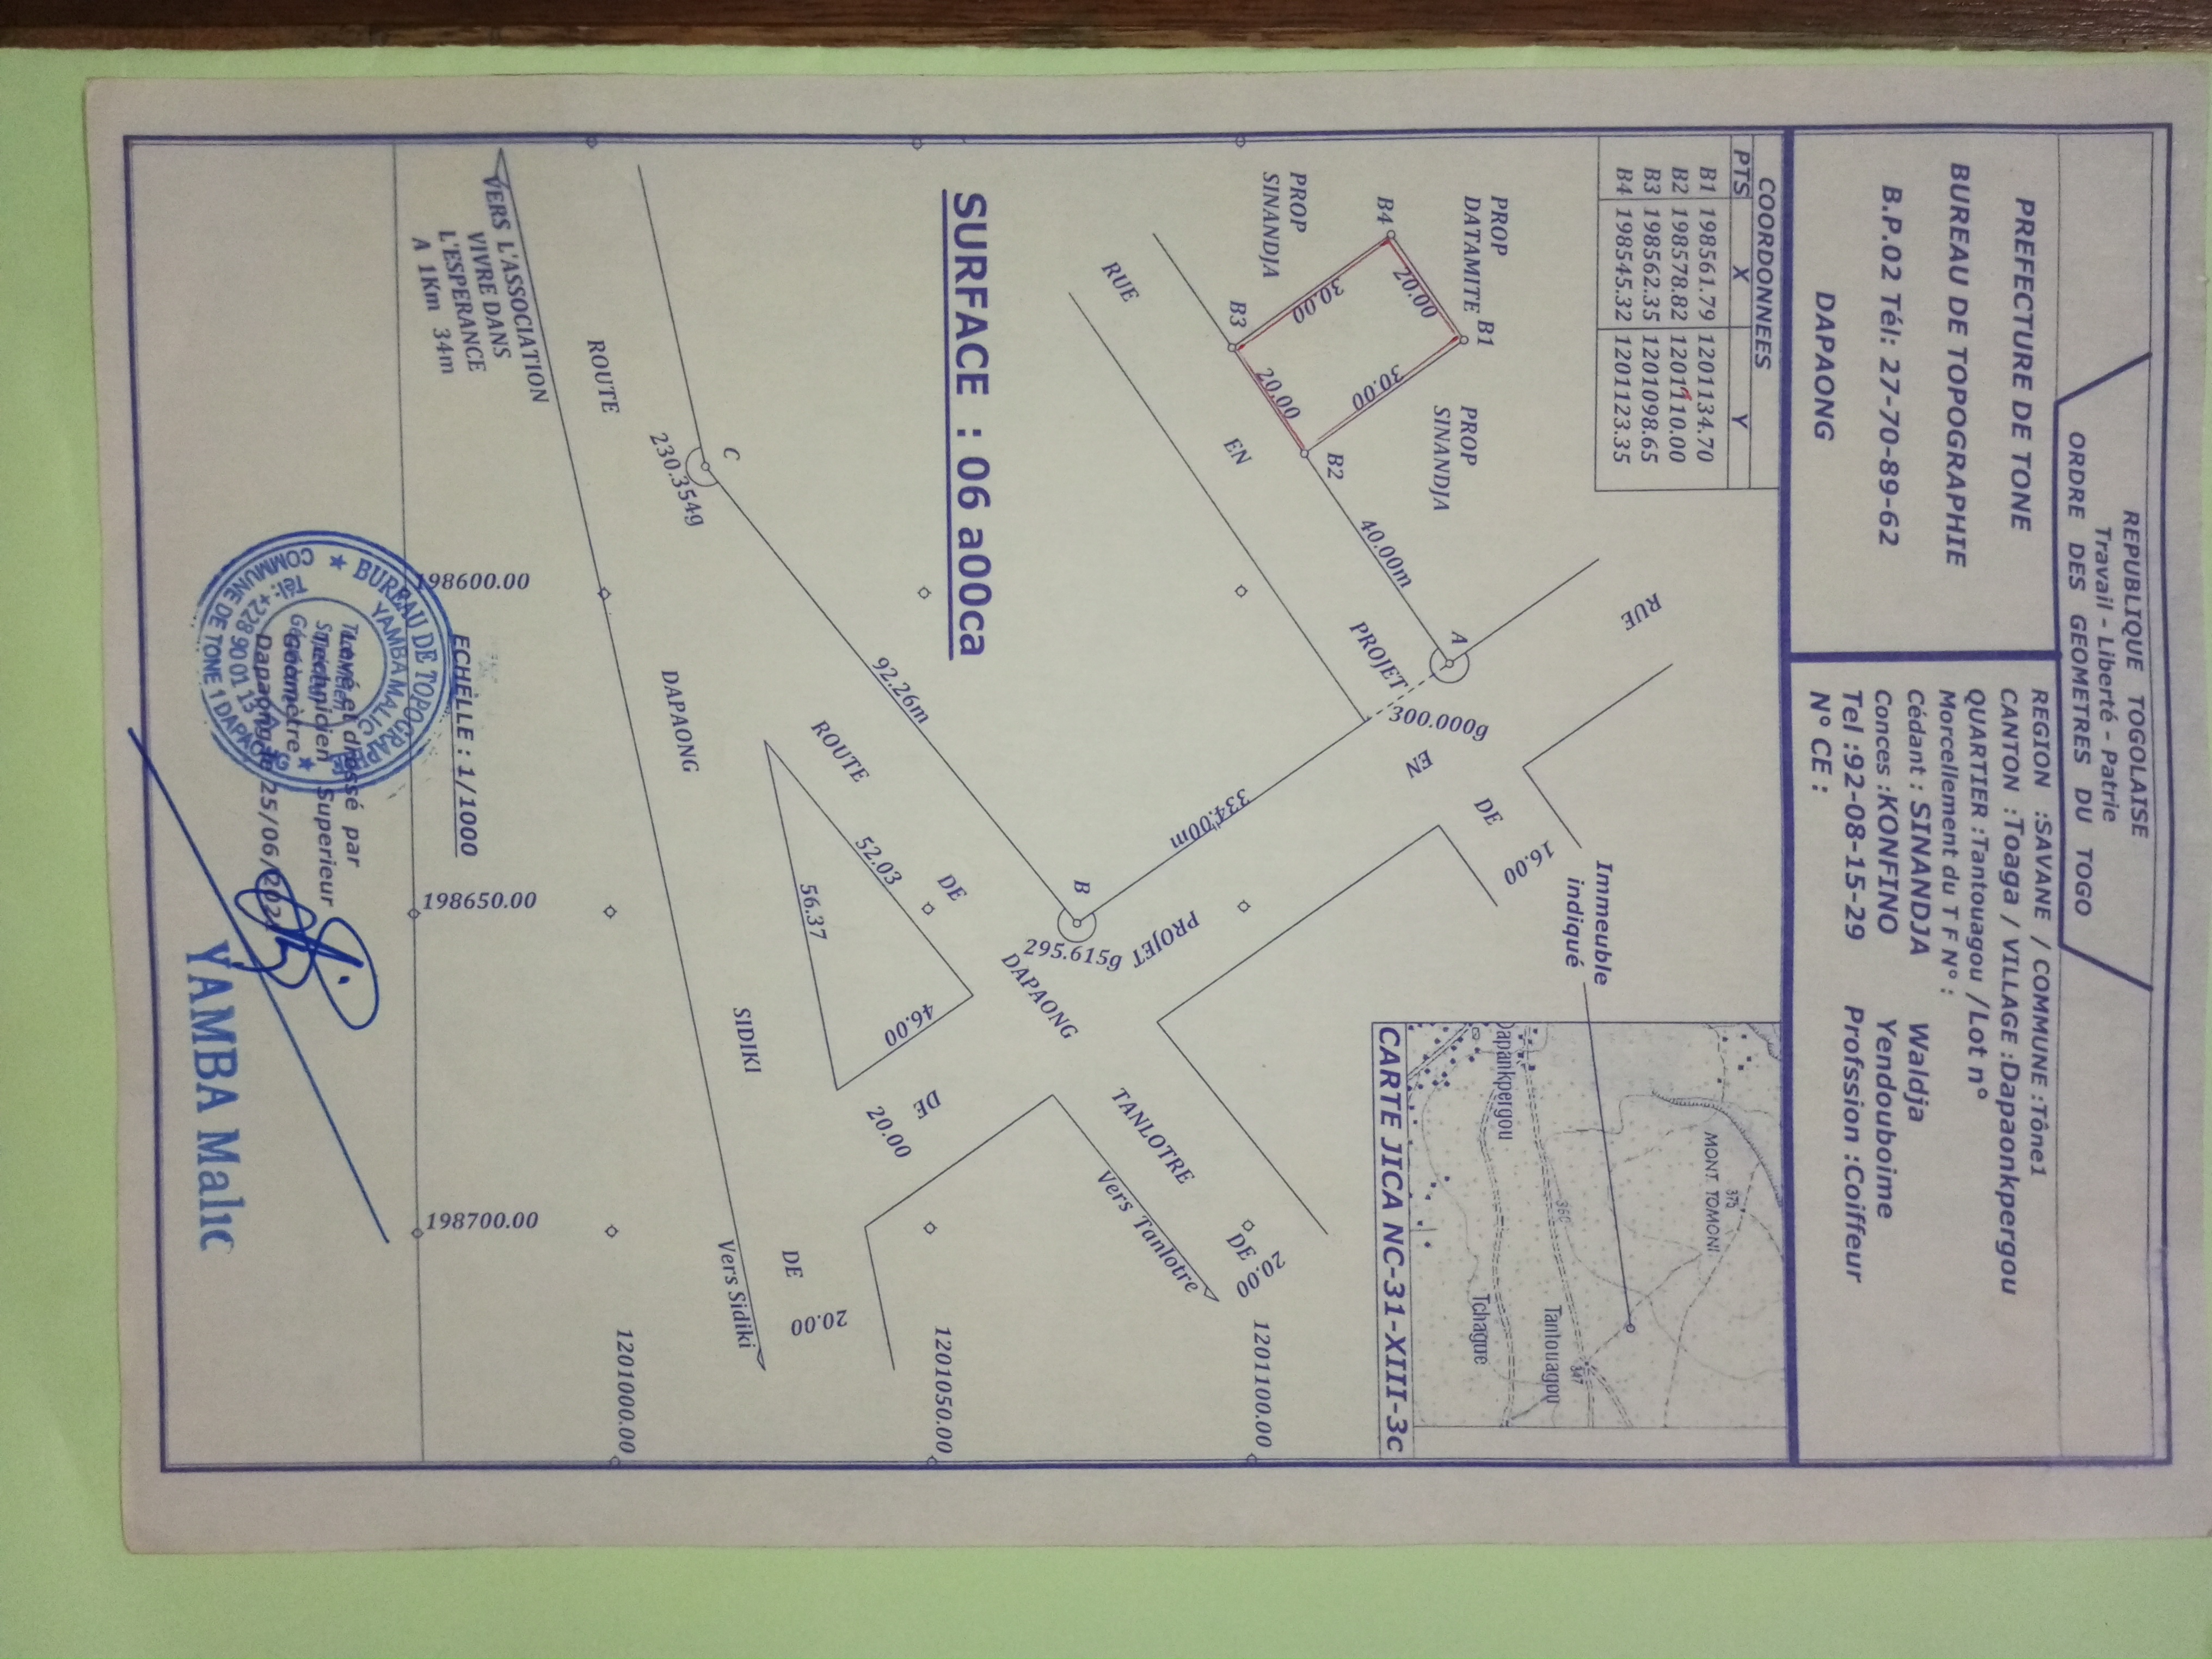 REPUBLIQUE TOGOLAISE
Travail - Liberté - Patrie
ORDRE DES GEOMETRES DU TOGO
PREFECTURE DE TONE
BUREAU DE TOPOGRAPHIE
B.P.02 Tél: 27-70-89-62
DAPAONG
REGION :SAVANE / COMMUNE :Tône1
CANTON :Toaga / VILLAGE :Dapaonkpergou
QUARTIER :Tantouagou /Lot n°
Morcellement du T F N° :
Cédant : SINANDJA Waldja
Conces :KONFINO Yendouboime
Tel :92-08-15-29 Profssion :Coiffeur
N° CE :
COORDONNEES
PTS X Y
B1 198561.79 1201134.70
B2 198578.82 1201110.00
B3 198562.35 1201098.65
B4 198545.32 1201123.35
Immeuble
indiqué
MONT TOMONI
375
360
347
Dapankpergou
Tantouagou
Tchague
CARTE JICA NC-31-XIII-3c
PROP
DATAMITE
B1
B4
20.00
30.00
PROP
SINANDJA
B2
PROP
SINANDJA
30.00
B3
20.00
40.00m
RUE
EN
PROJET
A
300.000g
RUE
EN
PROJET
DE
16.00
334.00m
B
295.615g
1201100.00
SURFACE : 06 a00ca
92.26m
C
230.354g
ROUTE
DE
DAPAONG
TANLOTRE
DE
20.00
Vers Tanlotre
52.03
56.37
46.00
DE
20.00
1201050.00
ROUTE
DAPAONG
SIDIKI
DE
20.00
Vers Sidiki
1201000.00
VERS L'ASSOCIATION
VIVRE DANS
L'ESPERANCE
A 1Km 34m
198600.00
198650.00
198700.00
ECHELLE : 1/1000
Levé et dressé par
Technicien Superieur
Géomètre
Dapaong le 25/06/202
BUREAU DE TOPOGRAPHIE
YAMBA MALIC
Tél: +228 90 01 13
COMMUNE DE TONE 1 DAPAONG
YAMBA Malic